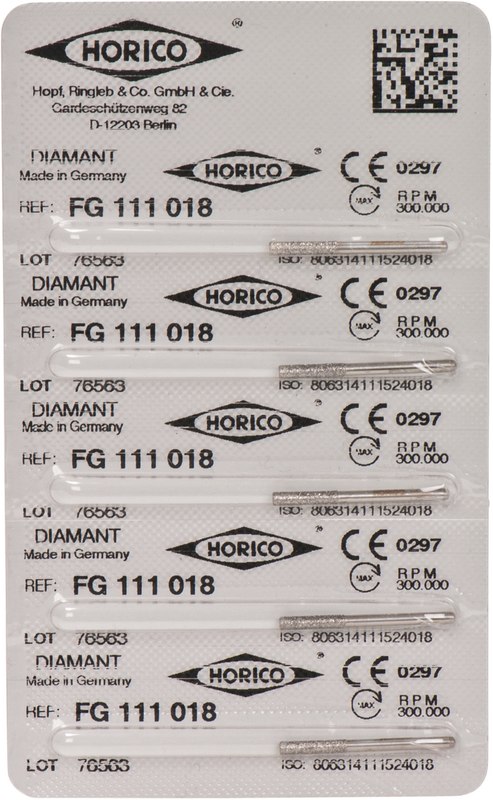 HORICO ®
Hopf, Ringleb & Co. GmbH & Cie.
Gardeschützenweg 82
D-12203 Berlin
DIAMANT HORICO ® CE 0297
Made in Germany
MAX RPM 300.000
REF: FG 111 018
LOT 76563 ISO: 806314111524018
DIAMANT HORICO ® CE 0297
Made in Germany
MAX RPM 300.000
REF: FG 111 018
LOT 76563 ISO: 806314111524018
DIAMANT HORICO ® CE 0297
Made in Germany
MAX RPM 300.000
REF: FG 111 018
LOT 76563 ISO: 806314111524018
DIAMANT HORICO ® CE 0297
Made in Germany
MAX RPM 300.000
REF: FG 111 018
LOT 76563 ISO: 806314111524018
DIAMANT HORICO ® CE 0297
Made in Germany
MAX RPM 300.000
REF: FG 111 018
LOT 76563 ISO: 806314111524018